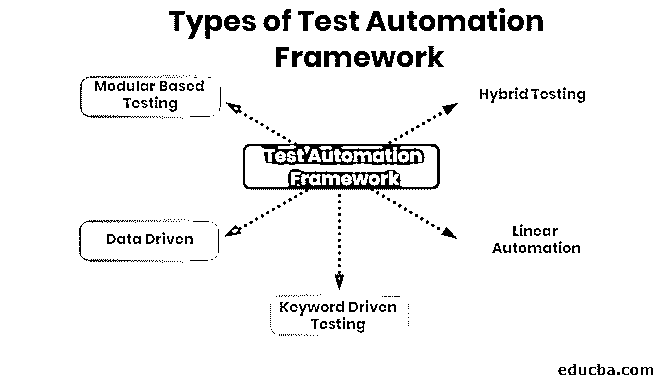 Types of Test Automation
Framework
Modular Based
Testing
Hybrid Testing
Test Automation
Framework
Data Driven
Linear
Automation
Keyword Driven
Testing
educba.com